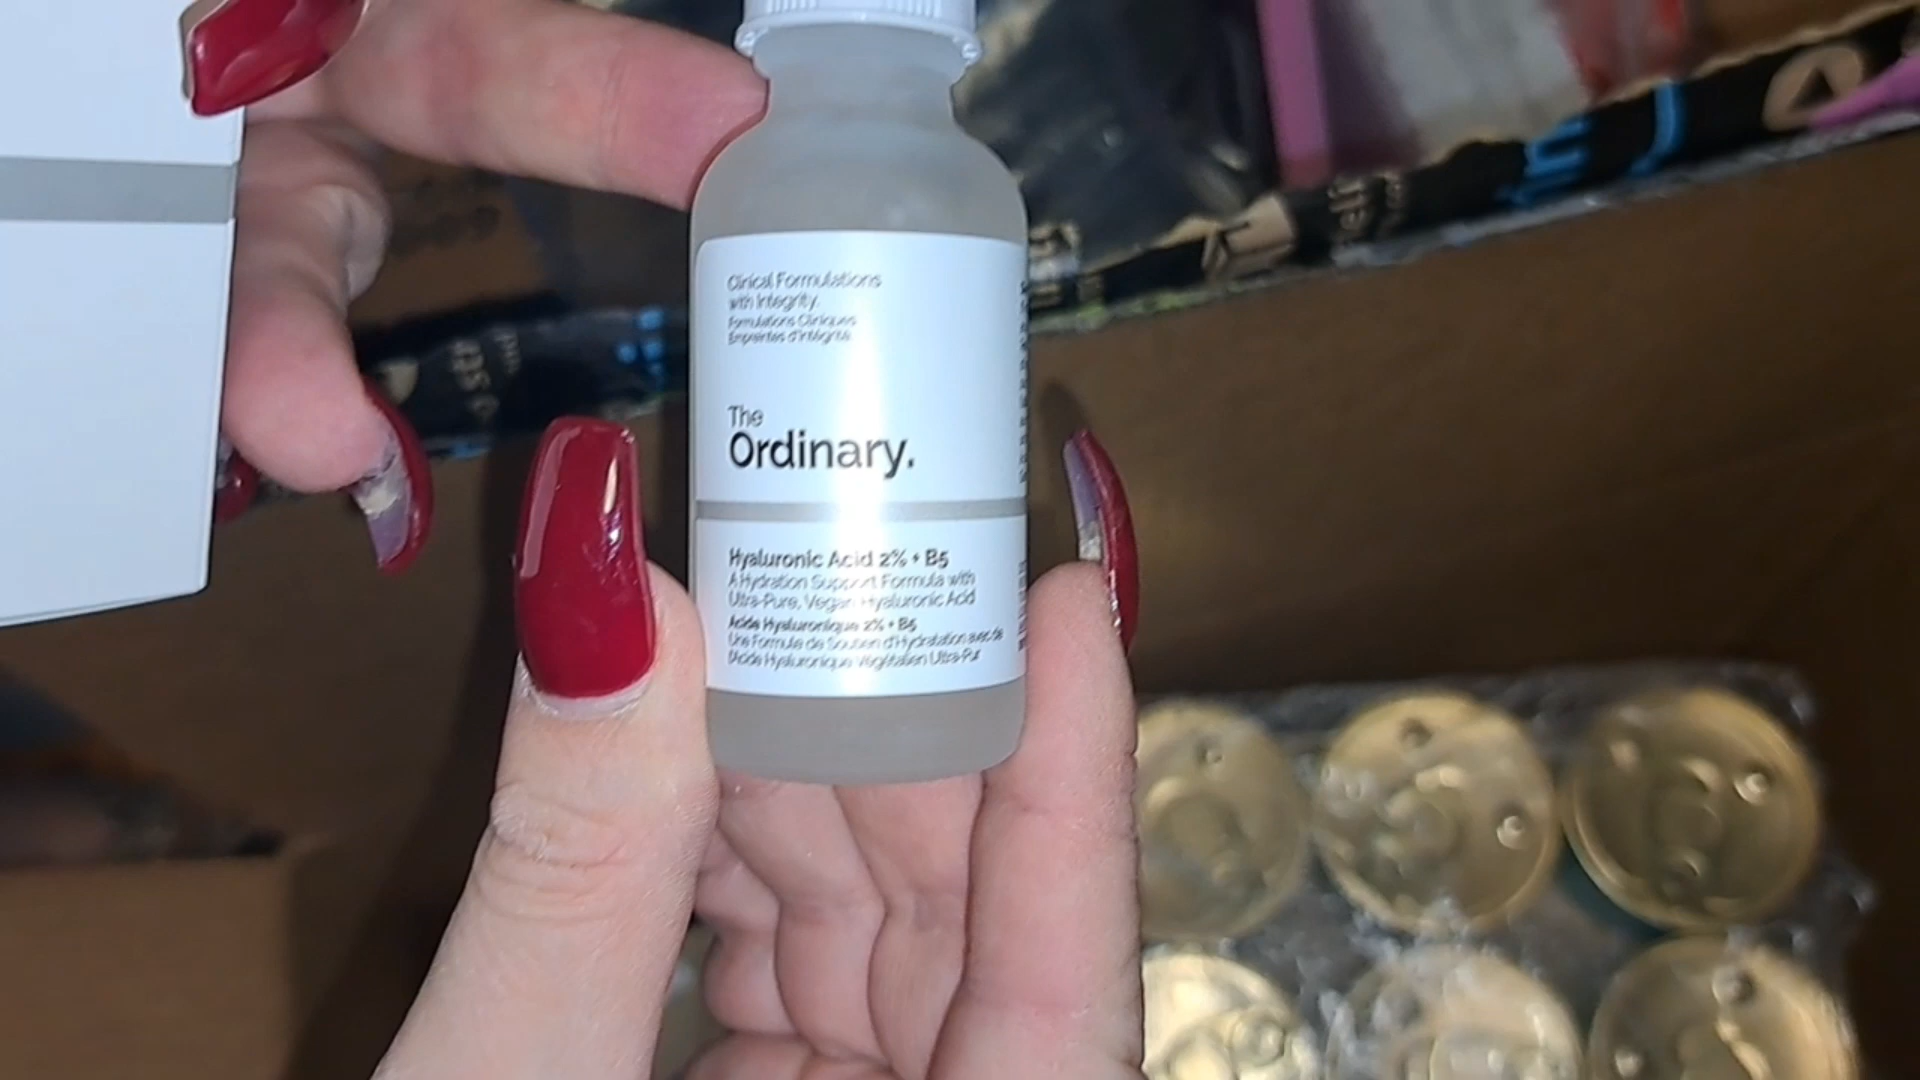 Clinical Formulations
with Integrity.
Formulations Cliniques
Empreintes d'Intégrité
The
Ordinary.
Hyaluronic Acid 2% + B5
A Hydration Support Formula with
Ultra-Pure, Vegan Hyaluronic Acid
Acide Hyaluronique 2% + B5
Une Formule de Soutien d'Hydratation avec de
l'Acide Hyaluronique Végétalien Ultra-Pur